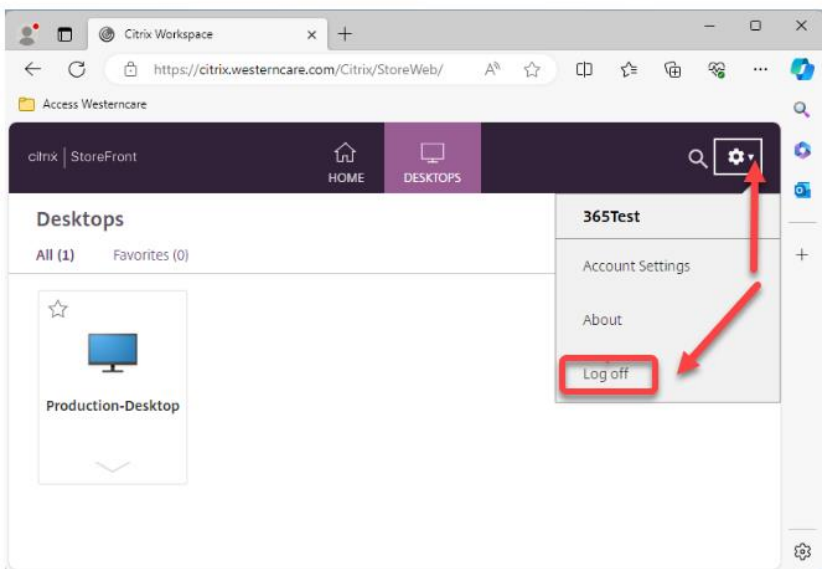 Citrix Workspace
https://citrix.westerncare.com/Citrix/StoreWeb/
Access Westerncare
citrix | StoreFront
HOME
DESKTOPS
Desktops
365Test
All (1) Favorites (0)
Account Settings
About
Log off
Production-Desktop